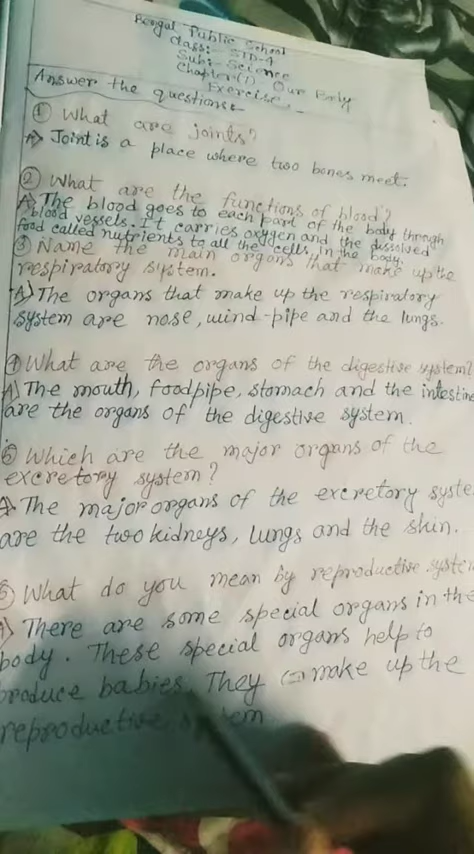 Bengal Public School
Class:- STD-4
Sub:- Science
Chapter(1) Our Body
Exercise
Answer the questions:-
① What are joints?
A) Joint is a place where two bones meet.
② What are the functions of blood?
A) The blood goes to each part of the body through
blood vessels. It carries oxygen and the dissolved
food called nutrients to all the cells in the body.
③ Name the main organs that make up the
respiratory system.
A) The organs that make up the respiratory
system are nose, wind-pipe and the lungs.
④ What are the organs of the digestive system?
A) The mouth, foodpipe, stomach and the intestine
are the organs of the digestive system.
⑤ Which are the major organs of the
excretory system?
A) The major organs of the excretory syste
are the two kidneys, lungs and the skin.
⑥ What do you mean by reproductive system
A) There are some special organs in the
body. These special organs help to
produce babies. They make up the
reproductive system